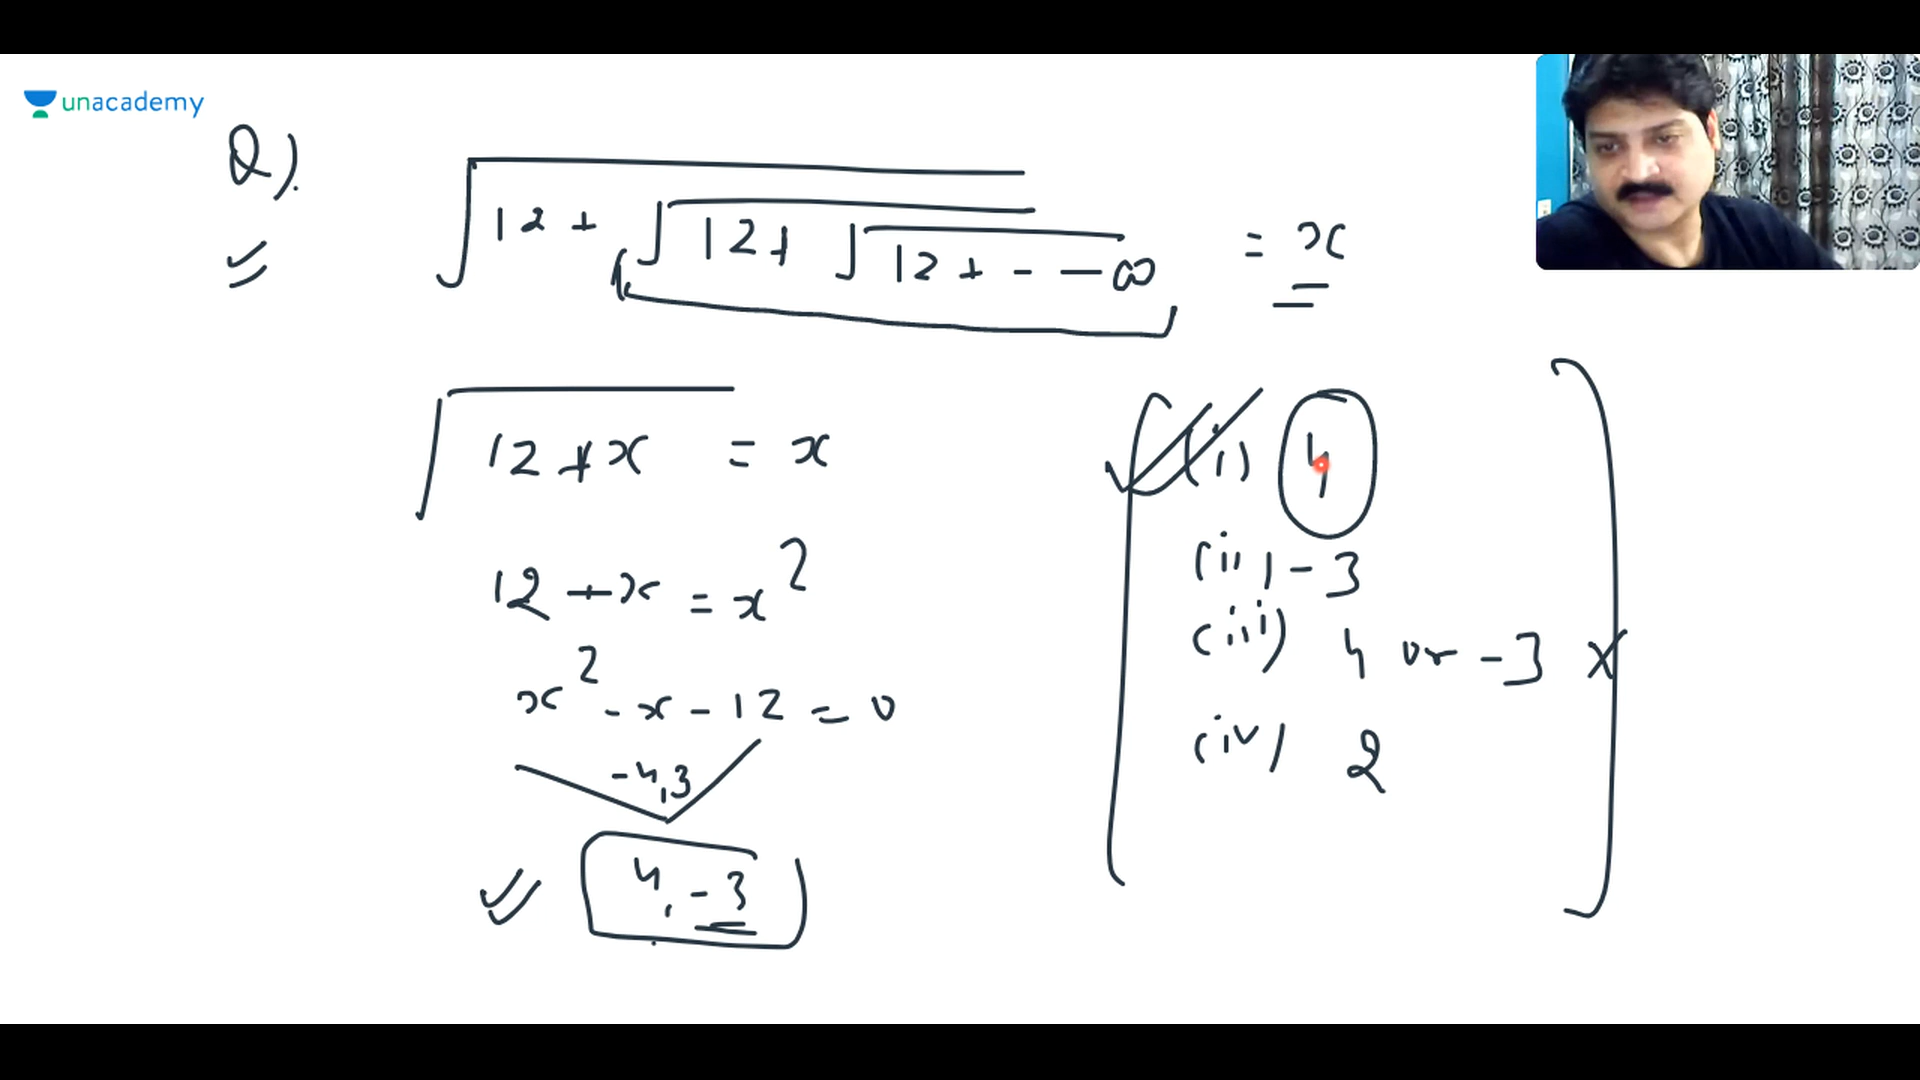 unacademy
Q).
√12 + √12 + √12 + - - ∞ = x
√12 + x = x
12 + x = x²
x² - x - 12 = 0
-4,3
4, -3
(i) 4
(ii) -3
(iii) 4 or -3 X
(iv) 2